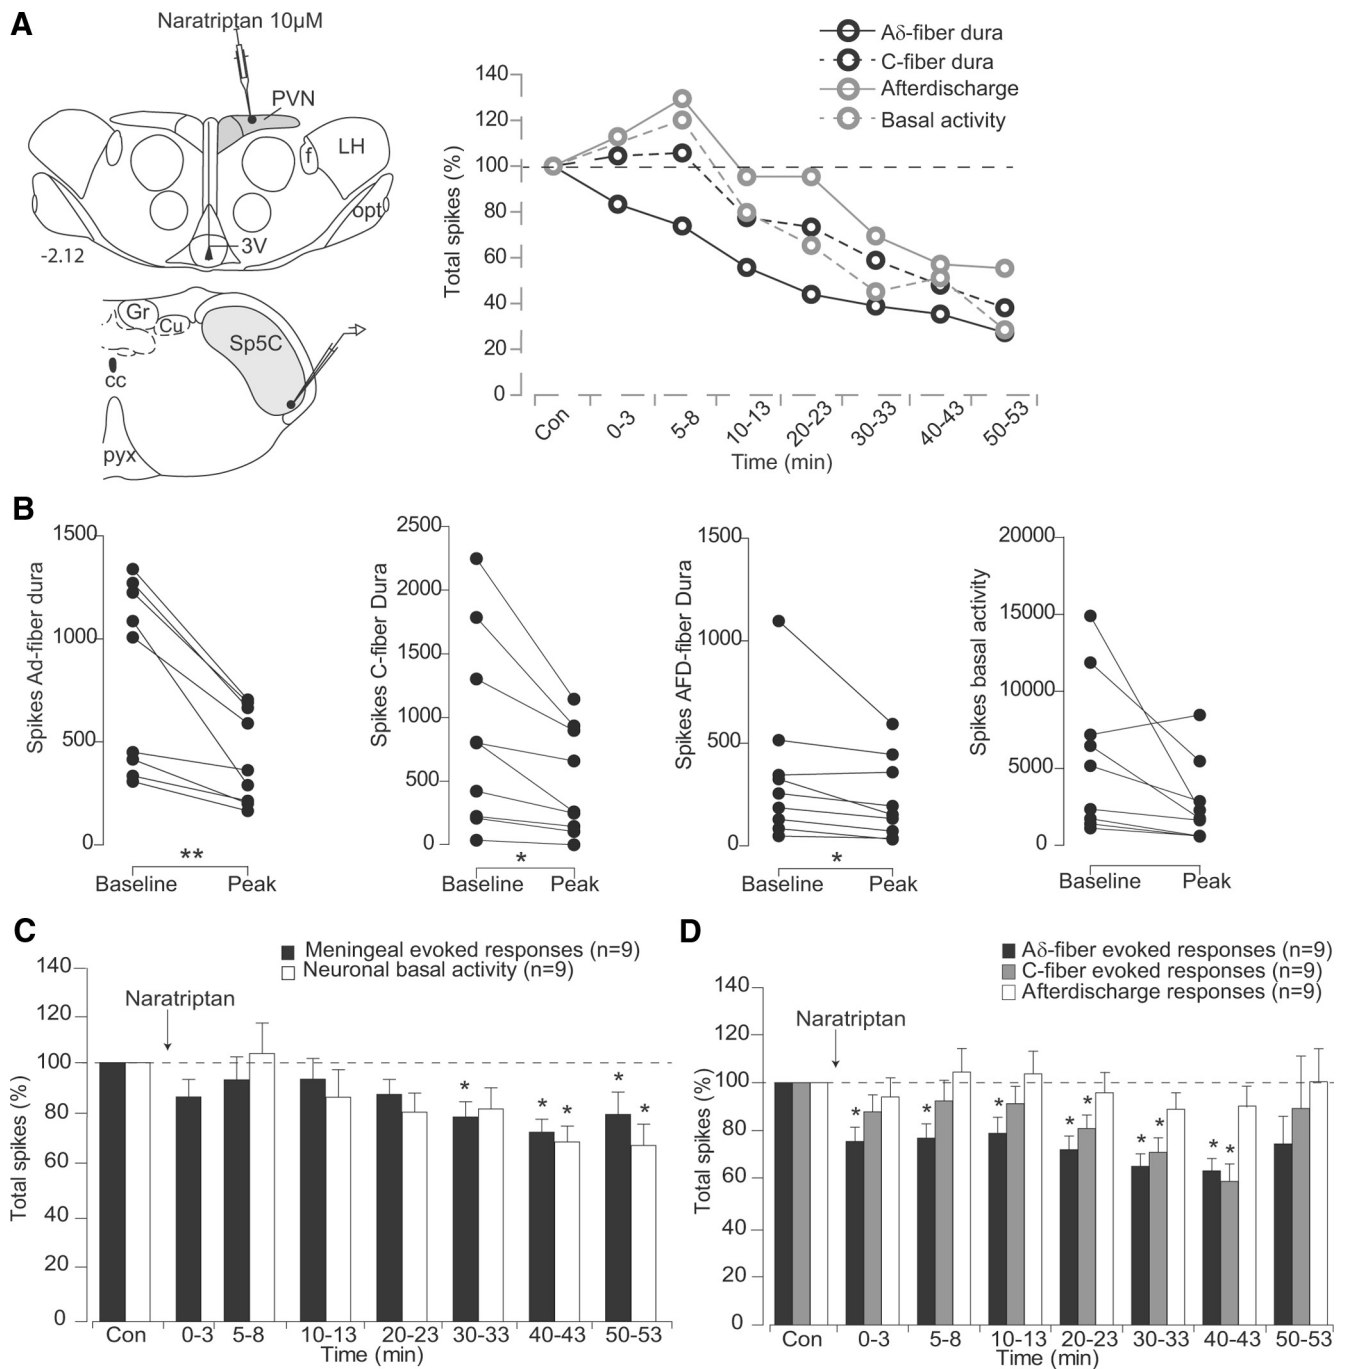 A
Naratriptan 10µM
PVN
LH
f
opt
3V
-2.12
Gr
Cu
Sp5C
cc
pyx
Aδ-fiber dura
C-fiber dura
Afterdischarge
Basal activity
Total spikes (%)
140
120
100
80
60
40
20
0
Con
0-3
5-8
10-13
20-23
30-33
40-43
50-53
Time (min)
B
Spikes Ad-fiber dura
1500
1000
500
0
**
Baseline
Peak
Spikes C-fiber Dura
2500
2000
1500
1000
500
0
*
Baseline
Peak
Spikes AFD-fiber Dura
1500
1000
500
0
*
Baseline
Peak
Spikes basal activity
20000
15000
10000
5000
0
Baseline
Peak
C
Meningeal evoked responses (n=9)
Neuronal basal activity (n=9)
Naratriptan
Total spikes (%)
140
120
100
80
60
40
20
0
* * * * *
Con 0-3 5-8 10-13 20-23 30-33 40-43 50-53
Time (min)
D
Aδ-fiber evoked responses (n=9)
C-fiber evoked responses (n=9)
Afterdischarge responses (n=9)
Naratriptan
Total spikes (%)
140
120
100
80
60
40
20
0
* * * * * * * * *
Con 0-3 5-8 10-13 20-23 30-33 40-43 50-53
Time (min)